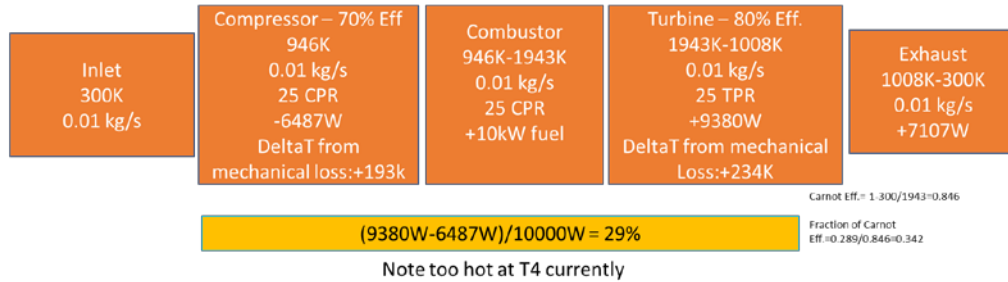 Inlet
300K
0.01 kg/s
Compressor – 70% Eff
946K
0.01 kg/s
25 CPR
-6487W
DeltaT from
mechanical loss:+193k
Combustor
946K-1943K
0.01 kg/s
25 CPR
+10kW fuel
Turbine – 80% Eff.
1943K-1008K
0.01 kg/s
25 TPR
+9380W
DeltaT from mechanical
Loss:+234K
Exhaust
1008K-300K
0.01 kg/s
+7107W
Carnot Eff.= 1-300/1943=0.846
(9380W-6487W)/10000W = 29%
Fraction of Carnot
Eff.=0.289/0.846=0.342
Note too hot at T4 currently